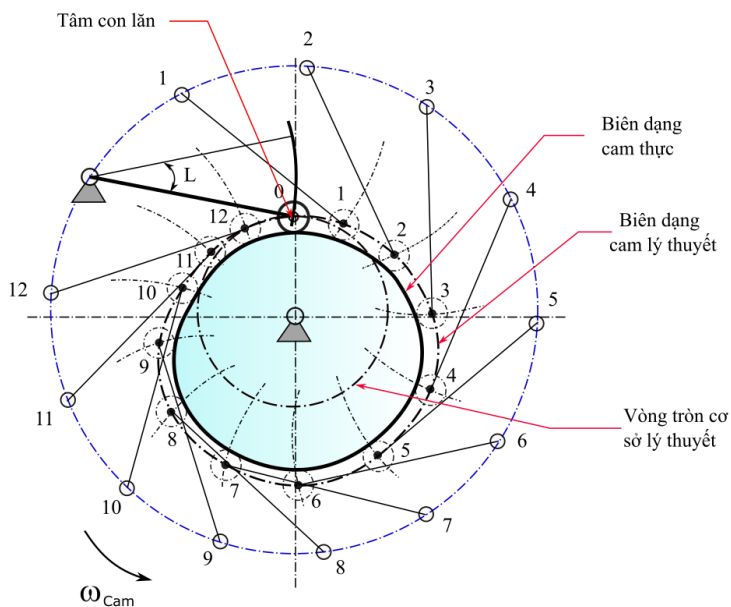 Tâm con lăn
2
1
3
Biên dạng
cam thực
L
0
1
4
12
2
Biên dạng
cam lý thuyết
11
10
12
3
5
9
4
11
8
Vòng tròn cơ
sở lý thuyết
5
6
7
6
10
7
9
8
ωCam